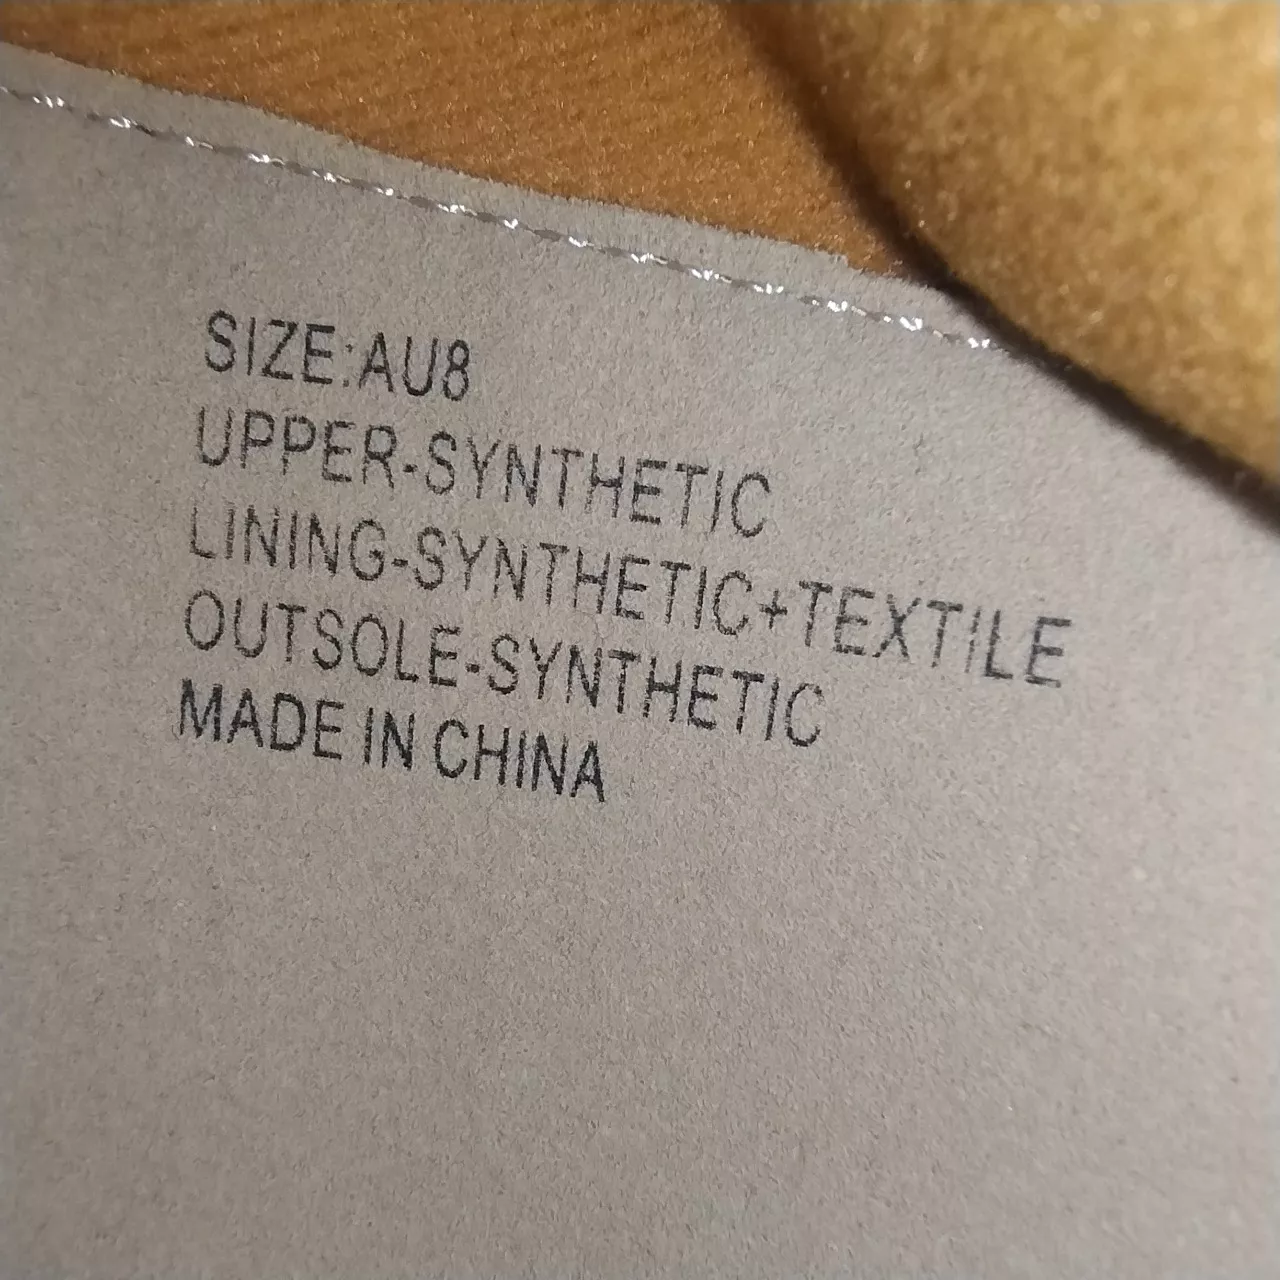 SIZE:AU8
UPPER-SYNTHETIC
LINING-SYNTHETIC+TEXTILE
OUTSOLE-SYNTHETIC
MADE IN CHINA